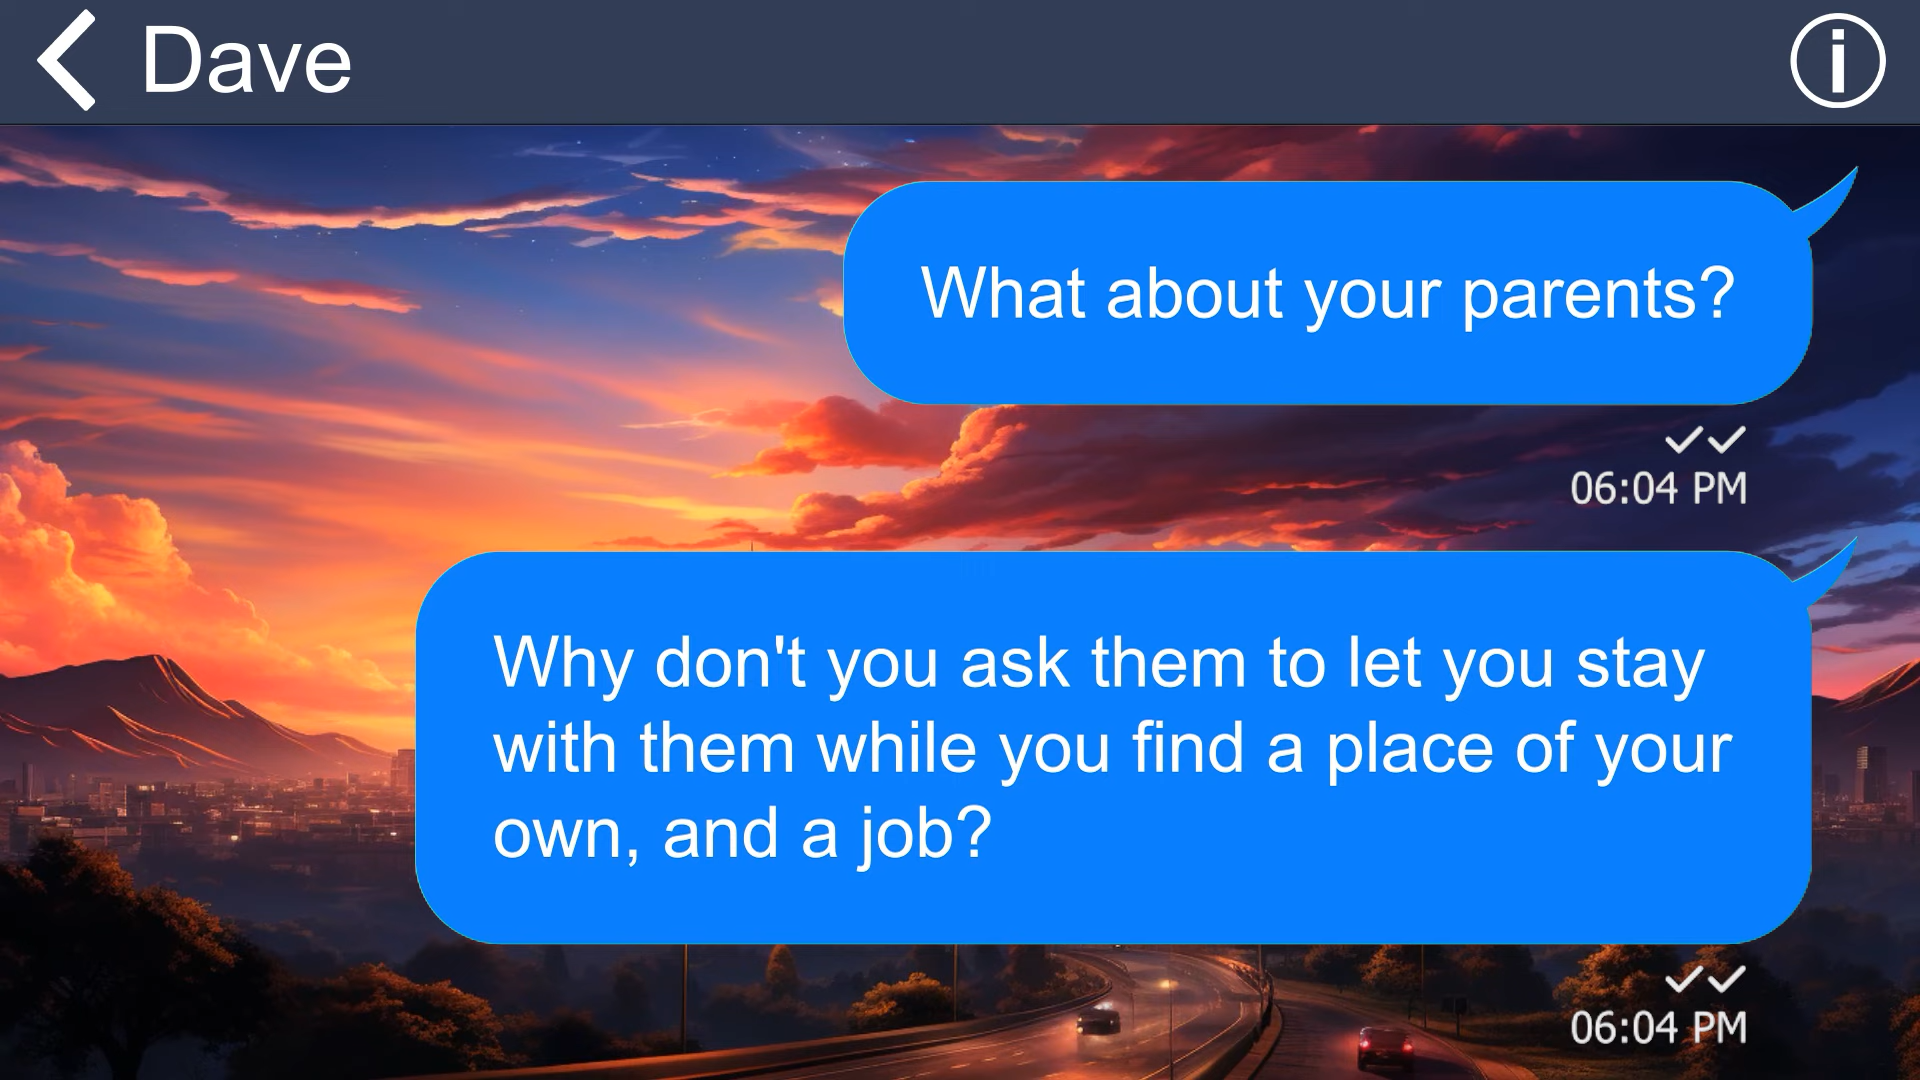 Dave
What about your parents?
06:04 PM
Why don't you ask them to let you stay
with them while you find a place of your
own, and a job?
06:04 PM